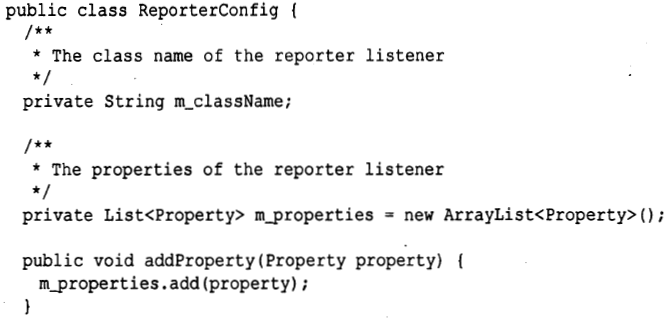 public class ReporterConfig {
  /**
   * The class name of the reporter listener
   */
  private String m_className;

  /**
   * The properties of the reporter listener
   */
  private List<Property> m_properties = new ArrayList<Property>();

  public void addProperty(Property property) {
    m_properties.add(property);
  }